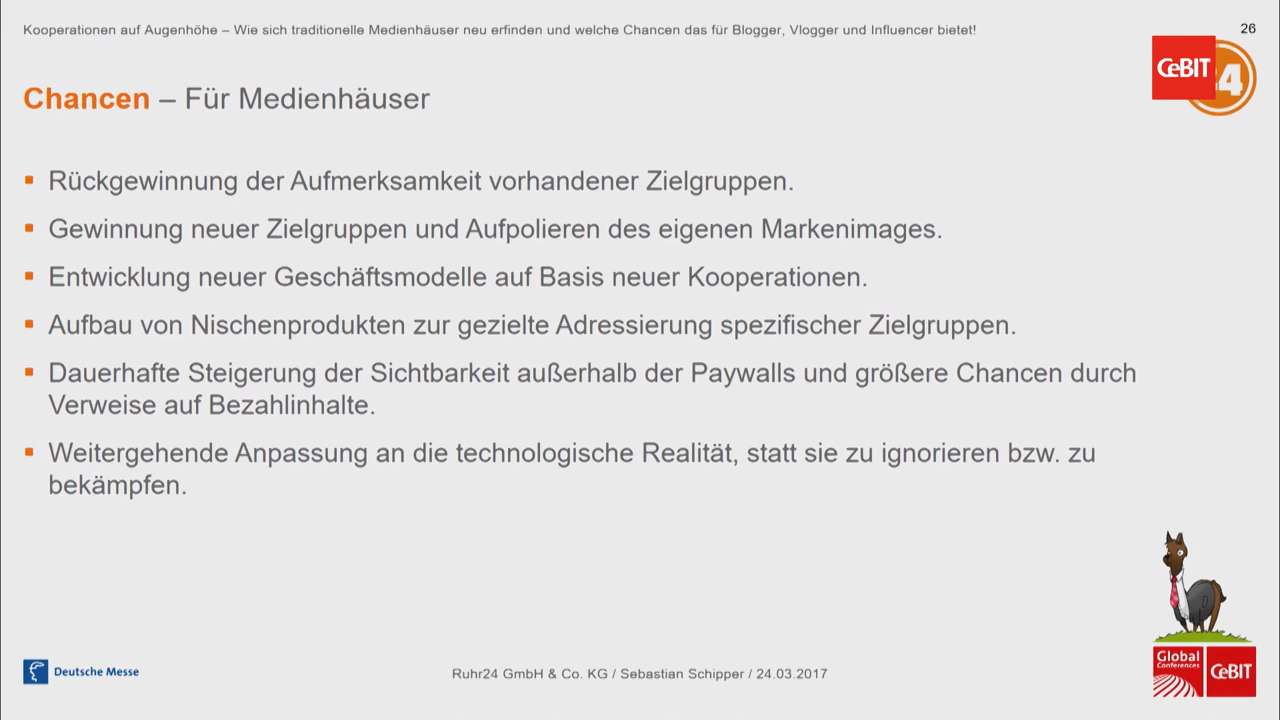 Kooperationen auf Augenhöhe – Wie sich traditionelle Medienhäuser neu erfinden und welche Chancen das für Blogger, Vlogger und Influencer bietet!
26
CeBIT
4
Chancen – Für Medienhäuser
Rückgewinnung der Aufmerksamkeit vorhandener Zielgruppen.
Gewinnung neuer Zielgruppen und Aufpolieren des eigenen Markenimages.
Entwicklung neuer Geschäftsmodelle auf Basis neuer Kooperationen.
Aufbau von Nischenprodukten zur gezielte Adressierung spezifischer Zielgruppen.
Dauerhafte Steigerung der Sichtbarkeit außerhalb der Paywalls und größere Chancen durch
Verweise auf Bezahlinhalte.
Weitergehende Anpassung an die technologische Realität, statt sie zu ignorieren bzw. zu
bekämpfen.
Deutsche Messe
Ruhr24 GmbH & Co. KG / Sebastian Schipper / 24.03.2017
Global
Conferences
CeBIT